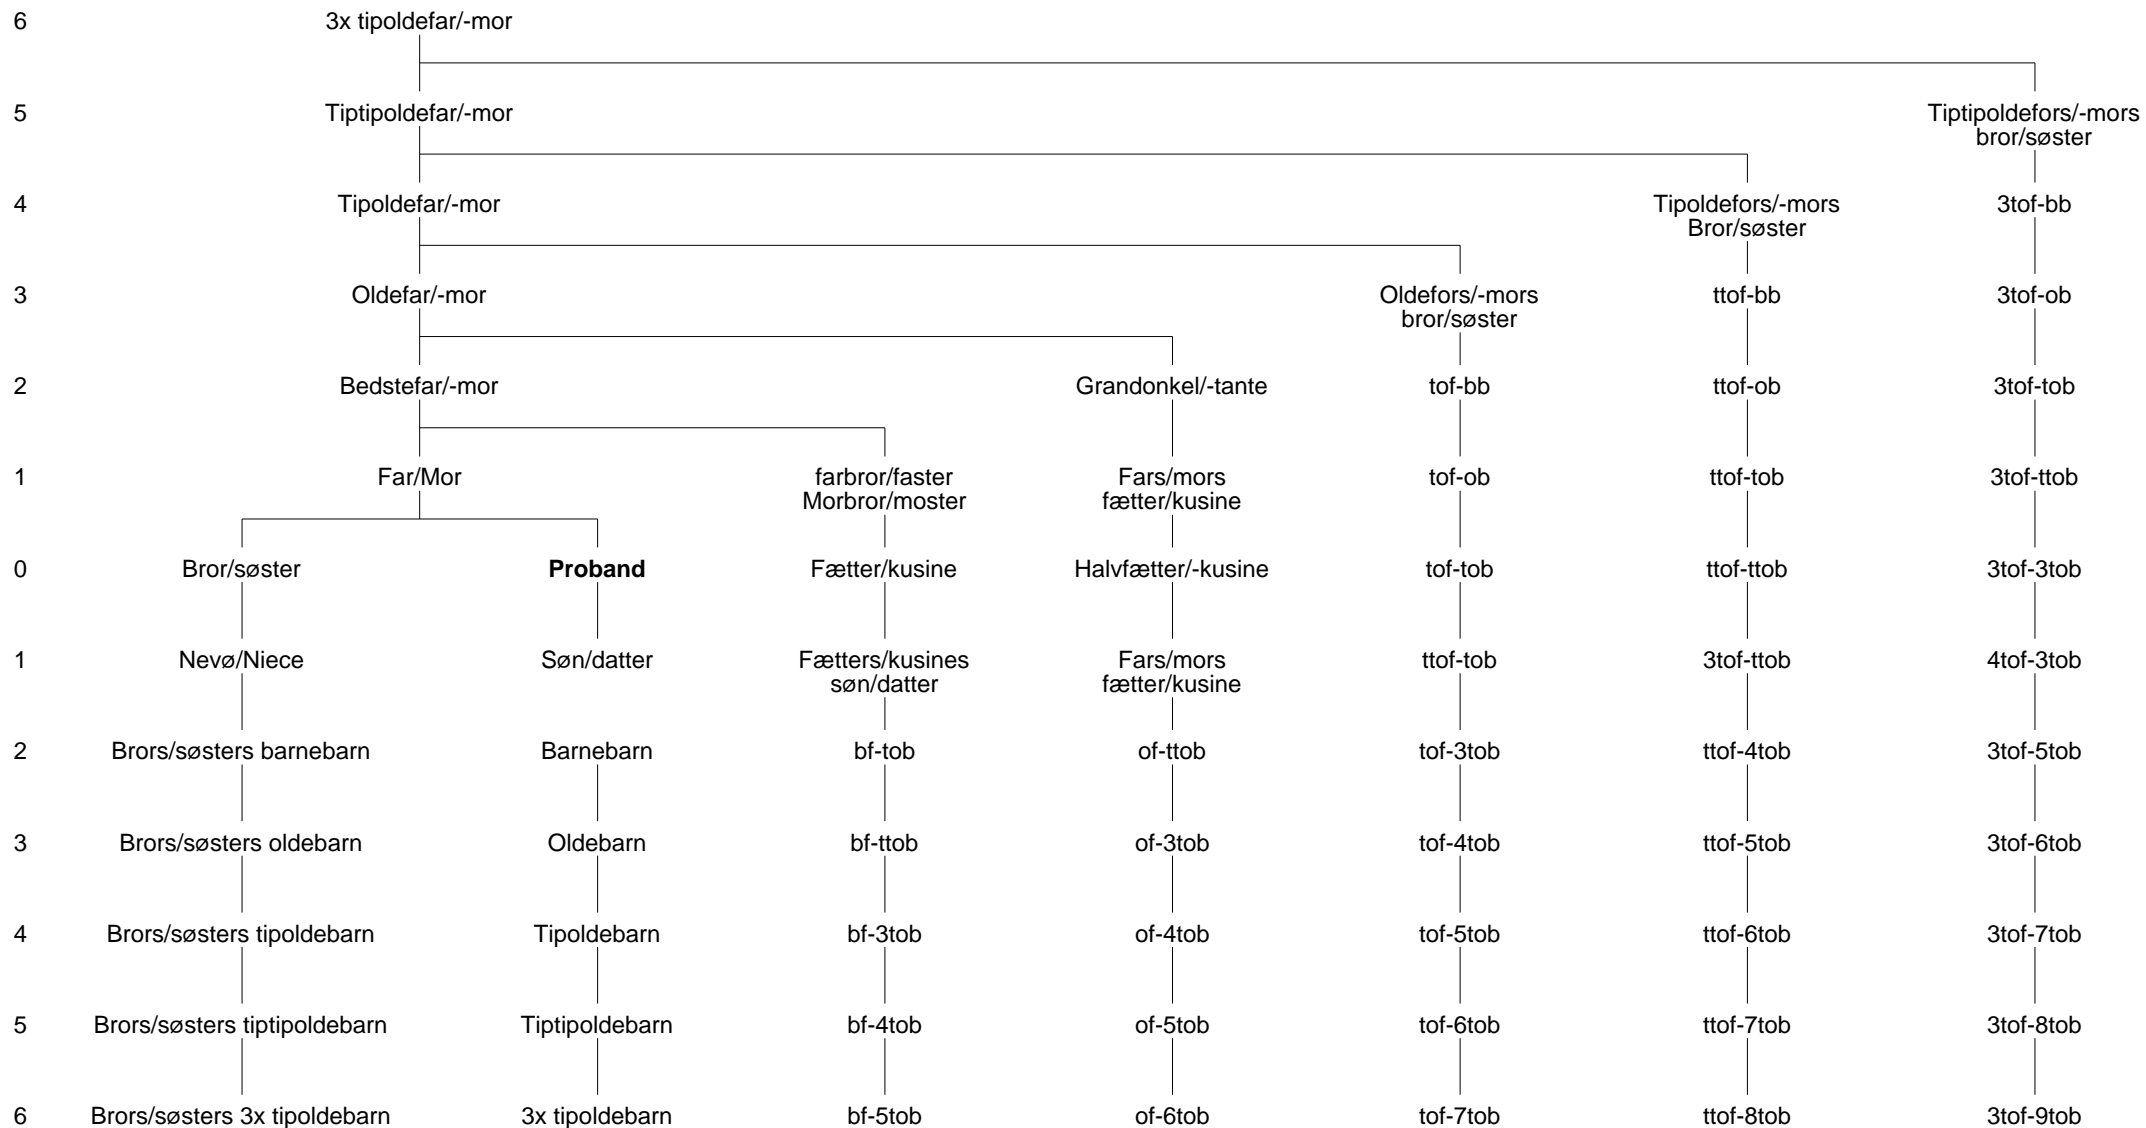 6 3x tipoldefar/-mor
5 Tiptipoldefar/-mor Tiptipoldefors/-mors
bror/søster
4 Tipoldefar/-mor Tipoldefors/-mors 3tof-bb
Bror/søster
3 Oldefar/-mor Oldefors/-mors ttof-bb 3tof-ob
bror/søster
2 Bedstefar/-mor Grandonkel/-tante tof-bb ttof-ob 3tof-tob
1 Far/Mor farbror/faster Fars/mors tof-ob ttof-tob 3tof-ttob
Morbror/moster fætter/kusine
0 Bror/søster Proband Fætter/kusine Halvfætter/-kusine tof-tob ttof-ttob 3tof-3tob
1 Nevø/Niece Søn/datter Fætters/kusines Fars/mors ttof-tob 3tof-ttob 4tof-3tob
søn/datter fætter/kusine
2 Brors/søsters barnebarn Barnebarn bf-tob of-ttob tof-3tob ttof-4tob 3tof-5tob
3 Brors/søsters oldebarn Oldebarn bf-ttob of-3tob tof-4tob ttof-5tob 3tof-6tob
4 Brors/søsters tipoldebarn Tipoldebarn bf-3tob of-4tob tof-5tob ttof-6tob 3tof-7tob
5 Brors/søsters tiptipoldebarn Tiptipoldebarn bf-4tob of-5tob tof-6tob ttof-7tob 3tof-8tob
6 Brors/søsters 3x tipoldebarn 3x tipoldebarn bf-5tob of-6tob tof-7tob ttof-8tob 3tof-9tob